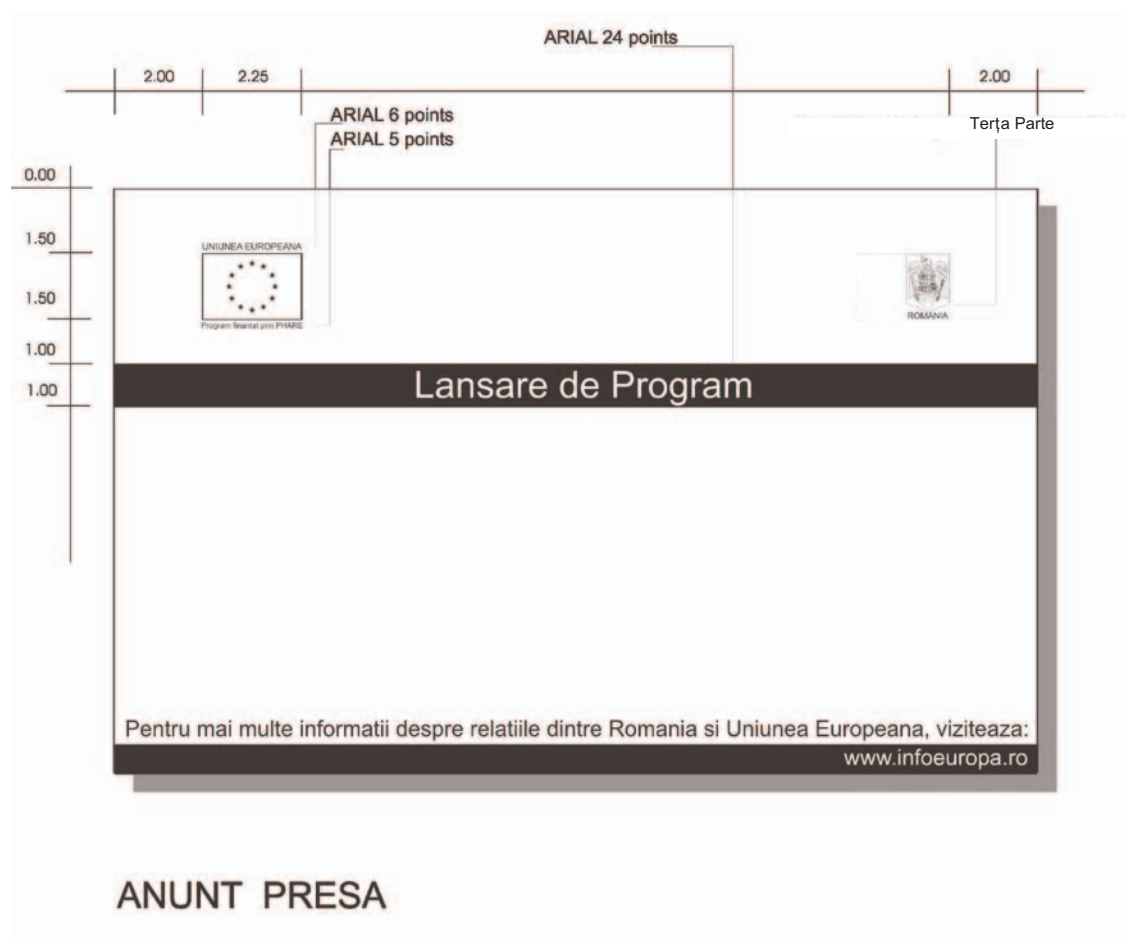 ARIAL 24 points
2.00 2.25 2.00
ARIAL 6 points
ARIAL 5 points
Terța Parte
0.00
1.50
UNIUNEA EUROPEANA
1.50
Program finantat prin PHARE
ROMANIA
1.00
1.00
Lansare de Program
Pentru mai multe informatii despre relatiile dintre Romania si Uniunea Europeana, viziteaza:
www.infoeuropa.ro
ANUNT PRESA